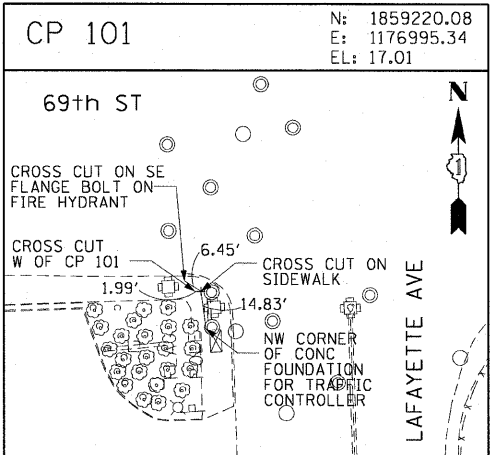 CP 101
N: 1859220.08
E: 1176995.34
EL: 17.01
69th ST
N
1
CROSS CUT ON SE
FLANGE BOLT ON
FIRE HYDRANT
CROSS CUT
W OF CP 101
6.45'
1.99'
CROSS CUT ON
SIDEWALK
14.83'
NW CORNER
OF CONC
FOUNDATION
FOR TRAFFIC
CONTROLLER
LAFAYETTE AVE